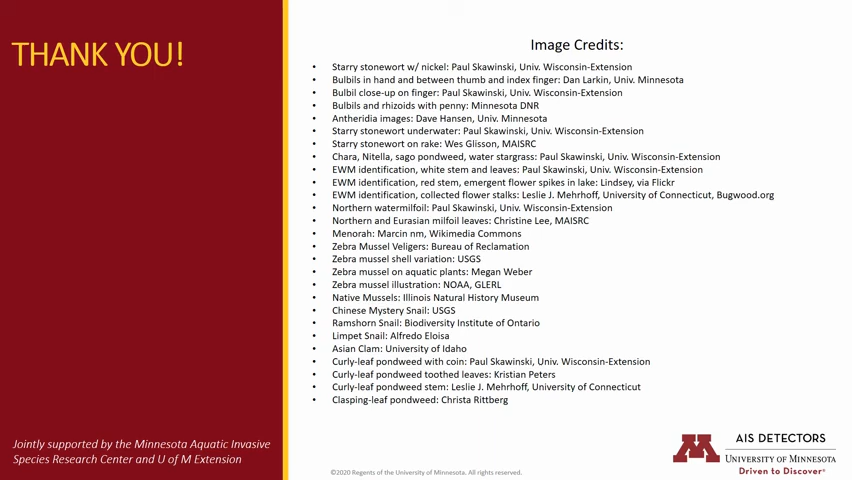 THANK YOU!
Image Credits:
• Starry stonewort w/ nickel: Paul Skawinski, Univ. Wisconsin-Extension
• Bulbils in hand and between thumb and index finger: Dan Larkin, Univ. Minnesota
• Bulbil close-up on finger: Paul Skawinski, Univ. Wisconsin-Extension
• Bulbils and rhizoids with penny: Minnesota DNR
• Antheridia images: Dave Hansen, Univ. Minnesota
• Starry stonewort underwater: Paul Skawinski, Univ. Wisconsin-Extension
• Starry stonewort on rake: Wes Glisson, MAISRC
• Chara, Nitella, sago pondweed, water stargrass: Paul Skawinski, Univ. Wisconsin-Extension
• EWM identification, white stem and leaves: Paul Skawinski, Univ. Wisconsin-Extension
• EWM identification, red stem, emergent flower spikes in lake: Lindsey, via Flickr
• EWM identification, collected flower stalks: Leslie J. Mehrhoff, University of Connecticut, Bugwood.org
• Northern watermilfoil: Paul Skawinski, Univ. Wisconsin-Extension
• Northern and Eurasian milfoil leaves: Christine Lee, MAISRC
• Menorah: Marcin nm, Wikimedia Commons
• Zebra Mussel Veligers: Bureau of Reclamation
• Zebra mussel shell variation: USGS
• Zebra mussel on aquatic plants: Megan Weber
• Zebra mussel illustration: NOAA, GLERL
• Native Mussels: Illinois Natural History Museum
• Chinese Mystery Snail: USGS
• Ramshorn Snail: Biodiversity Institute of Ontario
• Limpet Snail: Alfredo Eloisa
• Asian Clam: University of Idaho
• Curly-leaf pondweed with coin: Paul Skawinski, Univ. Wisconsin-Extension
• Curly-leaf pondweed toothed leaves: Kristian Peters
• Curly-leaf pondweed stem: Leslie J. Mehrhoff, University of Connecticut
• Clasping-leaf pondweed: Christa Rittberg
Jointly supported by the Minnesota Aquatic Invasive
Species Research Center and U of M Extension
©2020 Regents of the University of Minnesota. All rights reserved.
M
AIS DETECTORS
UNIVERSITY OF MINNESOTA
Driven to Discover®